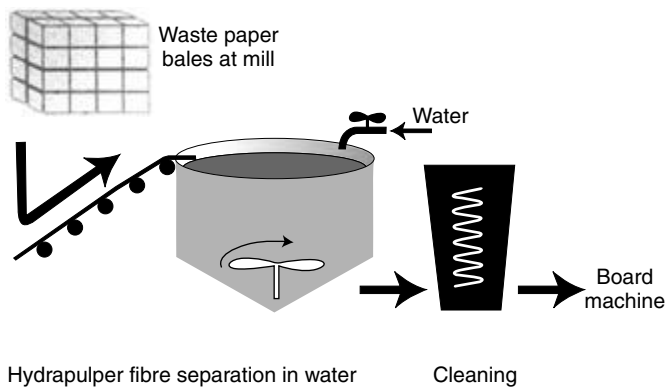 Waste paper
bales at mill
Water
Board
machine
Hydrapulper fibre separation in water
Cleaning